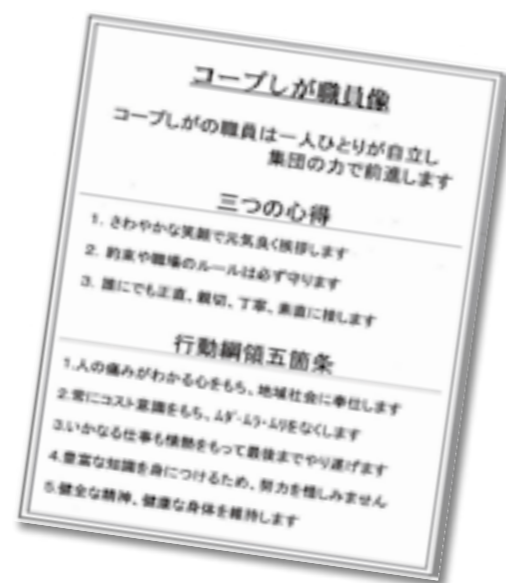 コープしが職員像
コープしがの職員は一人ひとりが自立し
集団の力で前進します
三つの心得
1. さわやかな笑顔で元気良く挨拶します
2. 約束や職場のルールは必ず守ります
3. 誰にでも正直、親切、丁寧、素直に接します
行動綱領五箇条
1.人の痛みがわかる心をもち、地域社会に奉仕します
2.常にコスト意識をもち、ムダ・ムラ・ムリをなくします
3.いかなる仕事も情熱をもって最後までやり遂げます
4.豊富な知識を身につけるため、努力を惜しみません
5.健全な精神、健康な身体を維持します